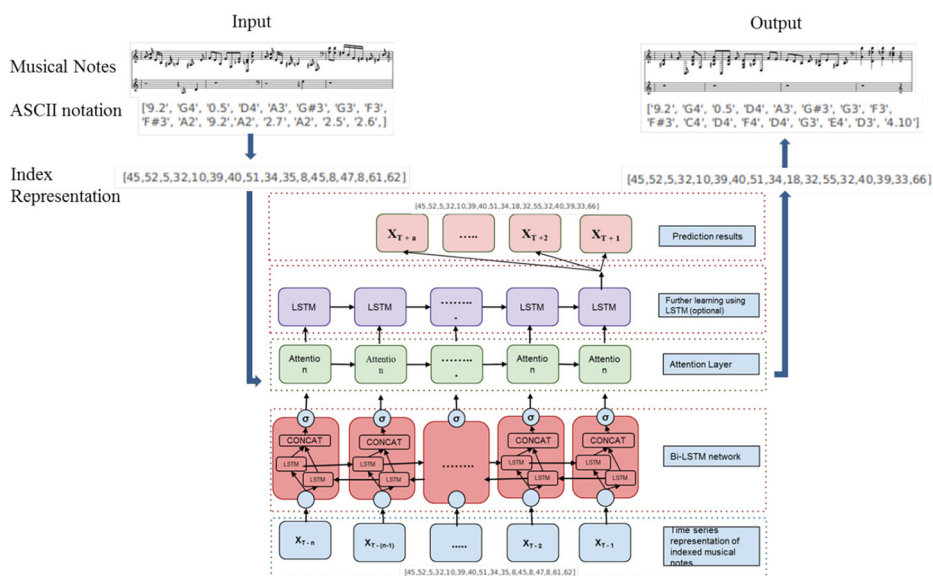 Input
Output
Musical Notes
ASCII notation
['9.2', 'G4', '0.5', 'D4', 'A3', 'G#3', 'G3', 'F3',
'F#3', 'A2', '9.2','A2', '2.7', 'A2', '2.5', '2.6', ]
['9.2', 'G4', '0.5', 'D4', 'A3', 'G#3', 'G3', 'F3',
'F#3', 'C4', 'D4', 'F4', 'D4', 'G3', 'E4', 'D3', '4.10']
Index
Representation
[45,52,5,32,10,39,40,51,34,35,8,45,8,47,8,61,62]
[45,52,5,32,10,39,40,51,34,18,32,55,32,40,39,33,66]
[45,52,5,32,10,39,40,51,34,18,32,55,32,40,39,33,66]
X T + a
.....
X T +2
X T + 1
Prediction results
LSTM
LSTM
........
.
LSTM
LSTM
Further learning using
LSTM (optional)
Attentio
n
Attentio
n
........
.
Attentio
n
Attentio
n
Attention Layer
σ
σ
σ
σ
σ
CONCAT
LSTM
LSTM
CONCAT
LSTM
LSTM
........
CONCAT
LSTM
LSTM
CONCAT
LSTM
LSTM
Bi-LSTM network
X T - n
X T - (n-1)
.....
X T - 2
X T - 1
Time series
representation of
indexed musical
notes
[45,52,5,32,10,39,40,51,34,35,8,45,8,47,8,61,62]